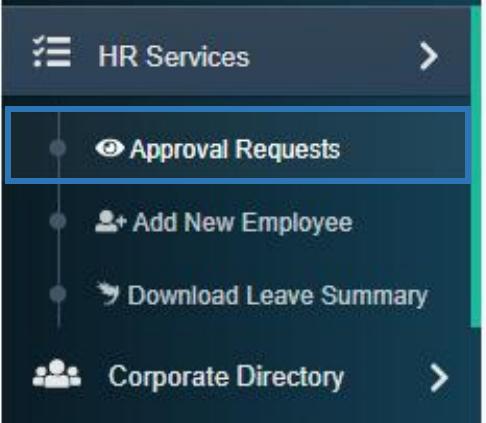 HR Services
Approval Requests
Add New Employee
Download Leave Summary
Corporate Directory